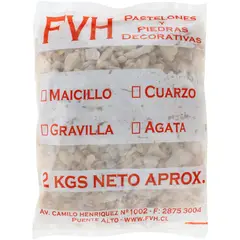 FVH
PASTELONES
Y
PIEDRAS
DECORATIVAS
MAICILLO
CUARZO
GRAVILLA
AGATA
2 KGS NETO APROX.
AV. CAMILO HENRIQUEZ Nº1002 - F: 2875 3004
PUENTE ALTO - WWW.FVH.CL